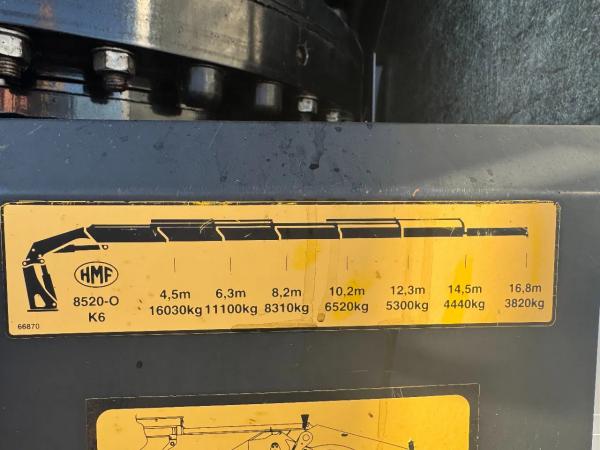 HMF
8520-O
K6
4,5m 6,3m 8,2m 10,2m 12,3m 14,5m 16,8m
16030kg 11100kg 8310kg 6520kg 5300kg 4440kg 3820kg
66870